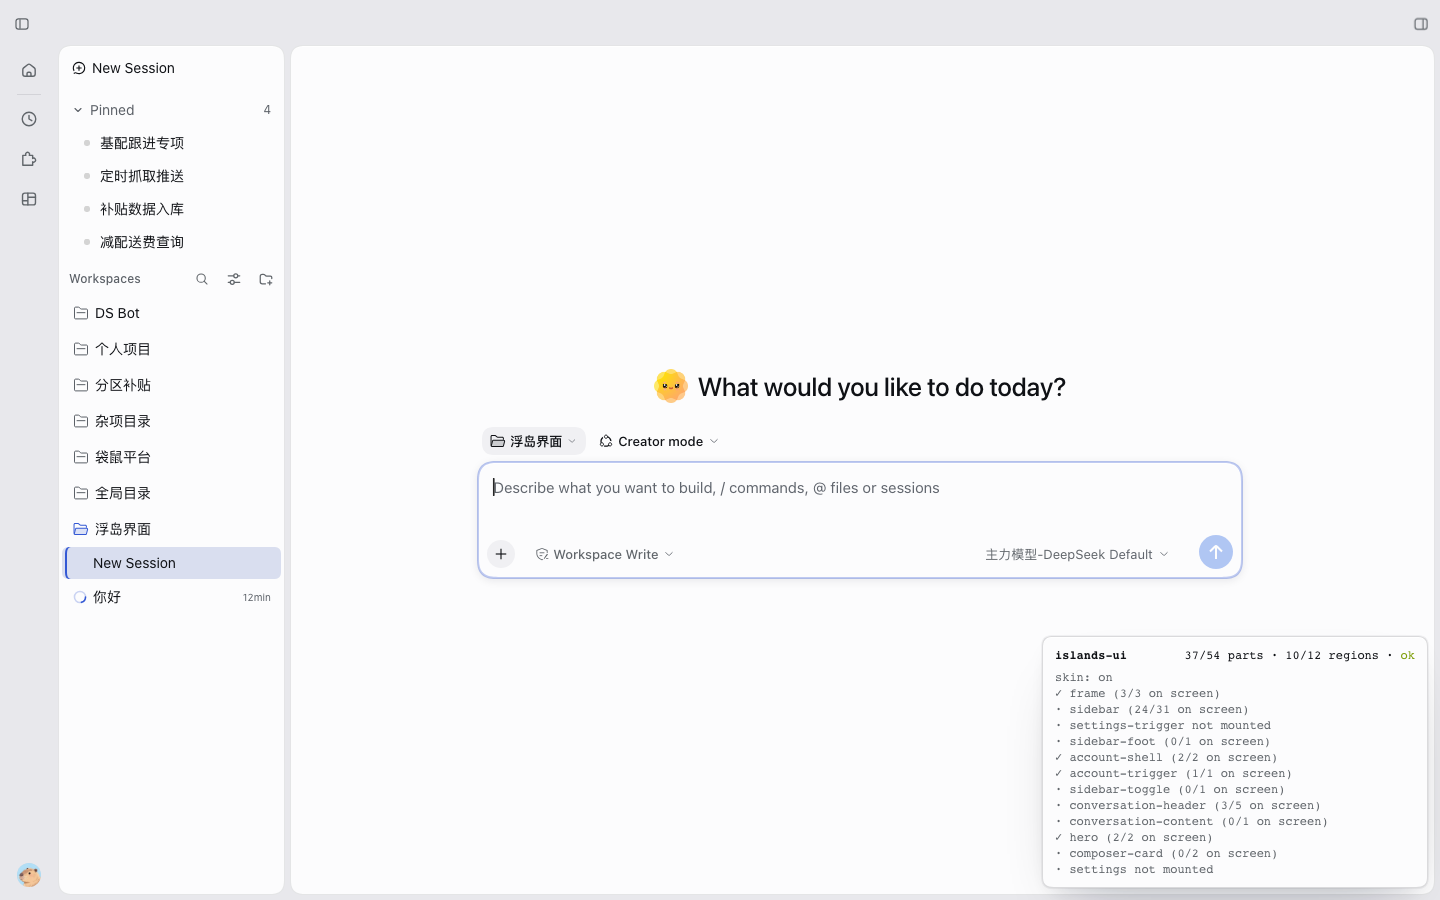 New Session
Pinned 4
基配跟进专项
定时抓取推送
补贴数据入库
减配送费查询
Workspaces
DS Bot
个人项目
分区补贴
杂项目录
袋鼠平台
全局目录
浮岛界面
New Session
你好 12min
What would you like to do today?
浮岛界面 Creator mode
Describe what you want to build, / commands, @ files or sessions
Workspace Write 主力模型-DeepSeek Default
islands-ui 37/54 parts · 10/12 regions · ok
skin: on
✓ frame (3/3 on screen)
· sidebar (24/31 on screen)
· settings-trigger not mounted
· sidebar-foot (0/1 on screen)
✓ account-shell (2/2 on screen)
✓ account-trigger (1/1 on screen)
· sidebar-toggle (0/1 on screen)
· conversation-header (3/5 on screen)
· conversation-content (0/1 on screen)
✓ hero (2/2 on screen)
· composer-card (0/2 on screen)
· settings not mounted